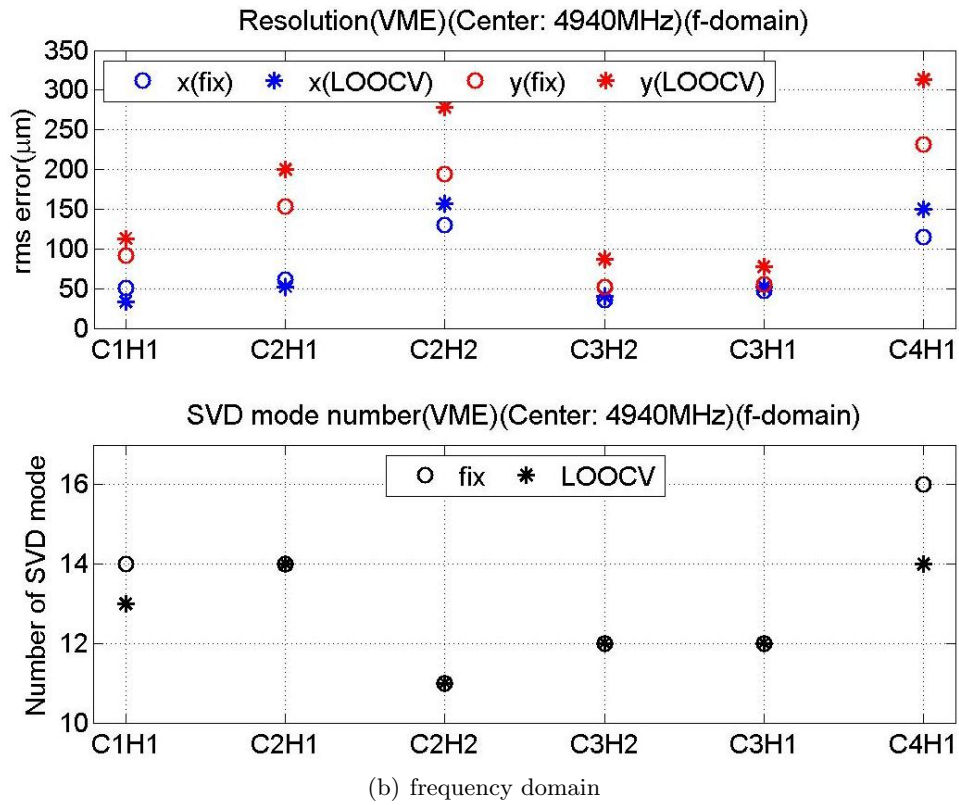 Resolution(VME)(Center: 4940MHz)(f-domain)
350
300
250
200
150
100
50
0
rms error(μm)
x(fix) x(LOOCV) y(fix) y(LOOCV)
C1H1 C2H1 C2H2 C3H2 C3H1 C4H1
SVD mode number(VME)(Center: 4940MHz)(f-domain)
16
14
12
10
Number of SVD mode
fix LOOCV
C1H1 C2H1 C2H2 C3H2 C3H1 C4H1
(b) frequency domain